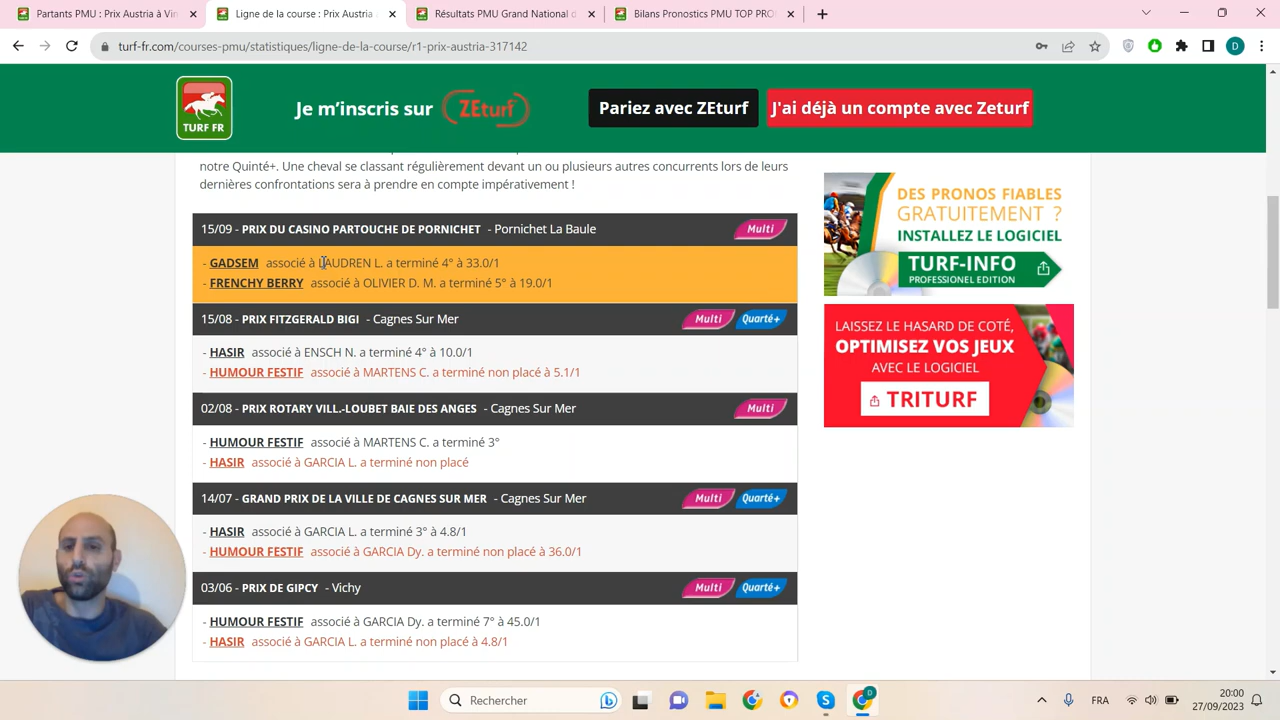 Partants PMU : Prix Austria à Vin
Ligne de la course : Prix Austria
Résultats PMU Grand National d
Bilans Pronostics PMU TOP PRO
turf-fr.com/courses-pmu/statistiques/ligne-de-la-course/r1-prix-austria-317142
D
TURF FR
Je m’inscris sur ZEturf
Pariez avec ZEturf
J'ai déjà un compte avec Zeturf
notre Quinté+. Une cheval se classant régulièrement devant un ou plusieurs autres concurrents lors de leurs
dernières confrontations sera à prendre en compte impérativement !
15/09 - PRIX DU CASINO PARTOUCHE DE PORNICHET - Pornichet La Baule Multi
- GADSEM associé à LAUDREN L. a terminé 4° à 33.0/1
- FRENCHY BERRY associé à OLIVIER D. M. a terminé 5° à 19.0/1
15/08 - PRIX FITZGERALD BIGI - Cagnes Sur Mer Multi Quarté+
- HASIR associé à ENSCH N. a terminé 4° à 10.0/1
- HUMOUR FESTIF associé à MARTENS C. a terminé non placé à 5.1/1
02/08 - PRIX ROTARY VILL.-LOUBET BAIE DES ANGES - Cagnes Sur Mer Multi
- HUMOUR FESTIF associé à MARTENS C. a terminé 3°
- HASIR associé à GARCIA L. a terminé non placé
14/07 - GRAND PRIX DE LA VILLE DE CAGNES SUR MER - Cagnes Sur Mer Multi Quarté+
- HASIR associé à GARCIA L. a terminé 3° à 4.8/1
- HUMOUR FESTIF associé à GARCIA Dy. a terminé non placé à 36.0/1
03/06 - PRIX DE GIPCY - Vichy Multi Quarté+
- HUMOUR FESTIF associé à GARCIA Dy. a terminé 7° à 45.0/1
- HASIR associé à GARCIA L. a terminé non placé à 4.8/1
DES PRONOS FIABLES
GRATUITEMENT ?
INSTALLEZ LE LOGICIEL
TURF-INFO
PROFESSIONEL EDITION
LAISSEZ LE HASARD DE COTÉ,
OPTIMISEZ VOS JEUX
AVEC LE LOGICIEL
TRITURF
Rechercher
D
FRA
20:00
27/09/2023